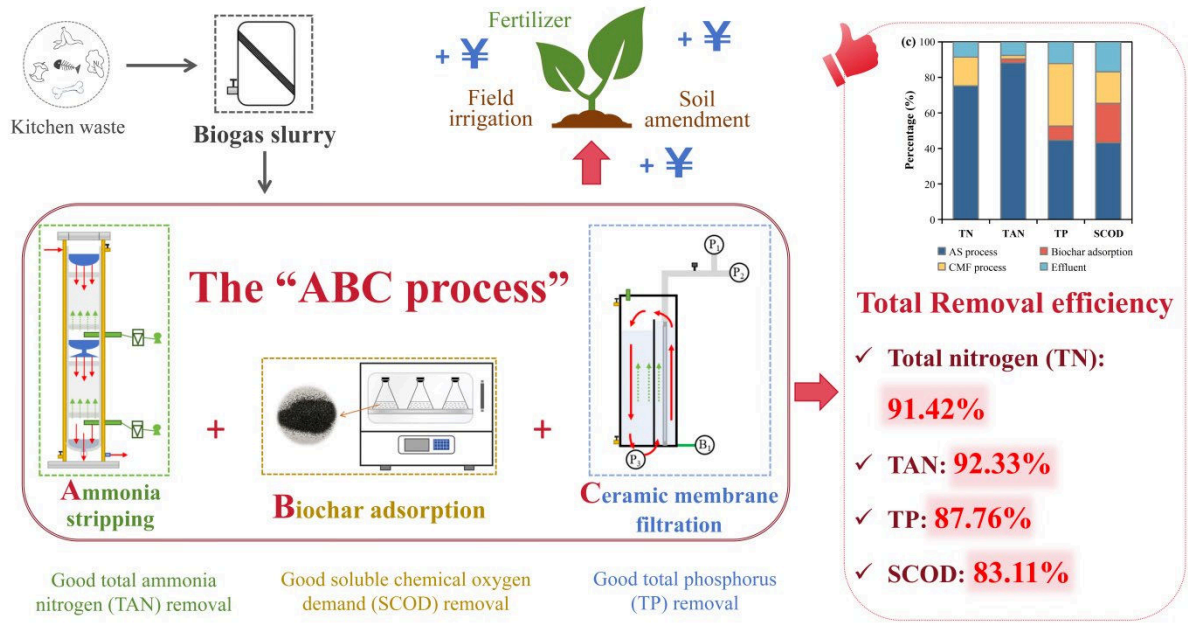 Kitchen waste
Biogas slurry
Fertilizer
+ ¥
+ ¥
Field
irrigation
Soil
amendment
+ ¥
The “ABC process”
+
+
Ammonia
stripping
Biochar adsorption
P1
P2
P3
B1
Ceramic membrane
filtration
Good total ammonia
nitrogen (TAN) removal
Good soluble chemical oxygen
demand (SCOD) removal
Good total phosphorus
(TP) removal
(c)
Percentage (%)
100
80
60
40
20
0
TN TAN TP SCOD
AS process
Biochar adsorption
CMF process
Effluent
Total Removal efficiency
✓ Total nitrogen (TN):
91.42%
✓ TAN: 92.33%
✓ TP: 87.76%
✓ SCOD: 83.11%